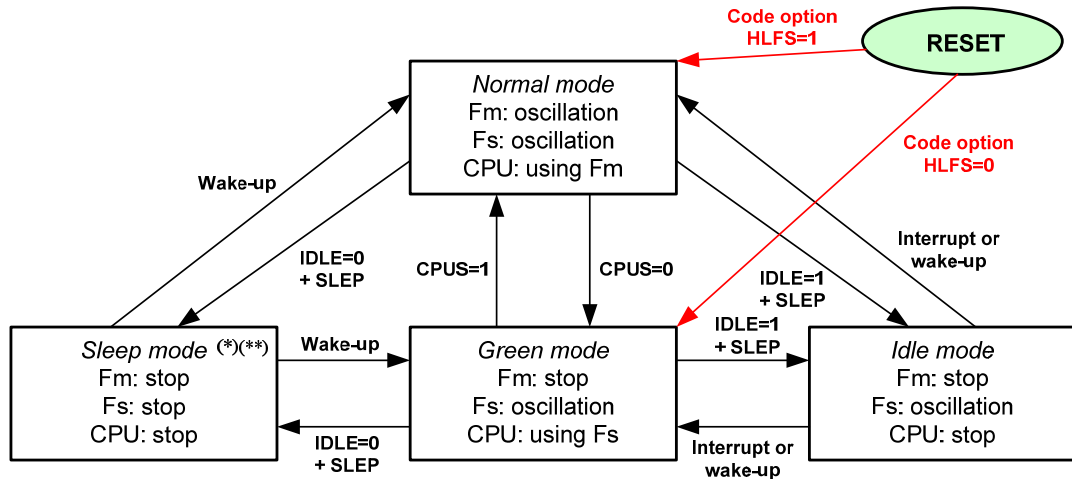 Code option
HLFS=1
RESET
Normal mode
Fm: oscillation
Fs: oscillation
CPU: using Fm
Code option
HLFS=0
Wake-up
IDLE=0
+ SLEP
CPUS=1
CPUS=0
IDLE=1
+ SLEP
Interrupt or
wake-up
Sleep mode (*)(**)
Fm: stop
Fs: stop
CPU: stop
Wake-up
IDLE=0
+ SLEP
Green mode
Fm: stop
Fs: oscillation
CPU: using Fs
IDLE=1
+ SLEP
Interrupt or
wake-up
Idle mode
Fm: stop
Fs: oscillation
CPU: stop